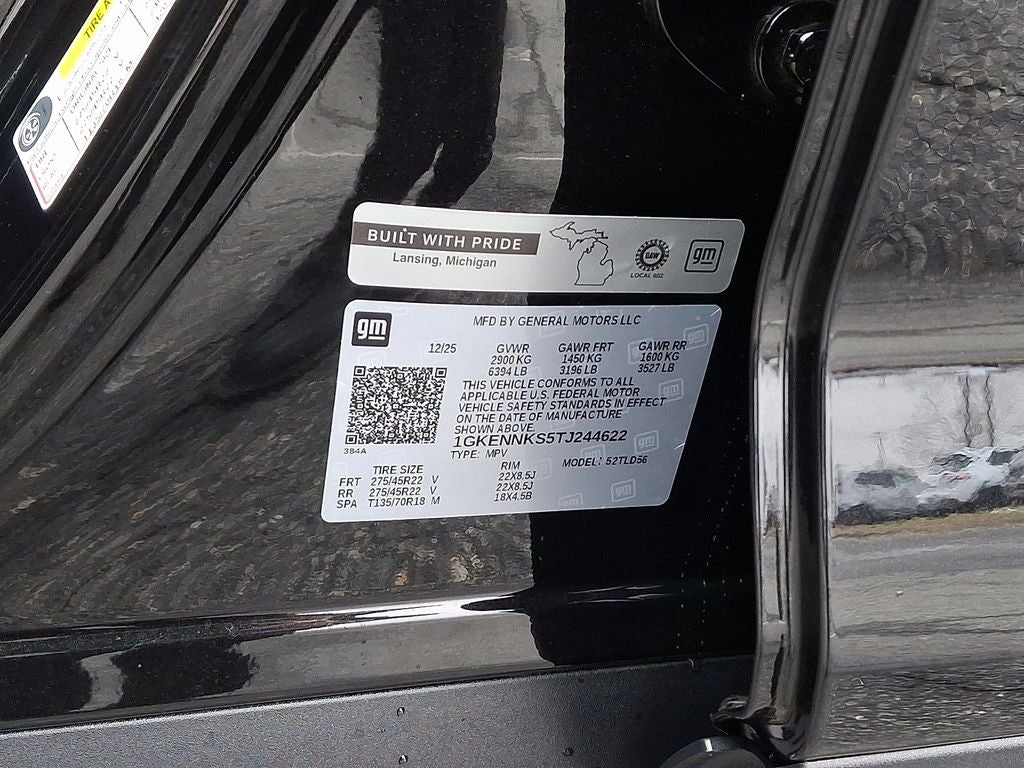 TIRE A
BUILT WITH PRIDE
Lansing, Michigan
UAW
LOCAL 602
gm
gm
MFD BY GENERAL MOTORS LLC
12/25 GVWR GAWR FRT GAWR RR
2900 KG 1450 KG 1600 KG
6394 LB 3196 LB 3527 LB
THIS VEHICLE CONFORMS TO ALL
APPLICABLE U.S. FEDERAL MOTOR
VEHICLE SAFETY STANDARDS IN EFFECT
ON THE DATE OF MANUFACTURE
SHOWN ABOVE.
384A
1GKENNKS5TJ244622
TYPE: MPV MODEL: 52TLD56
TIRE SIZE RIM
FRT 275/45R22 V 22X8.5J
RR 275/45R22 V 22X8.5J
SPA T135/70R18 M 18X4.5B